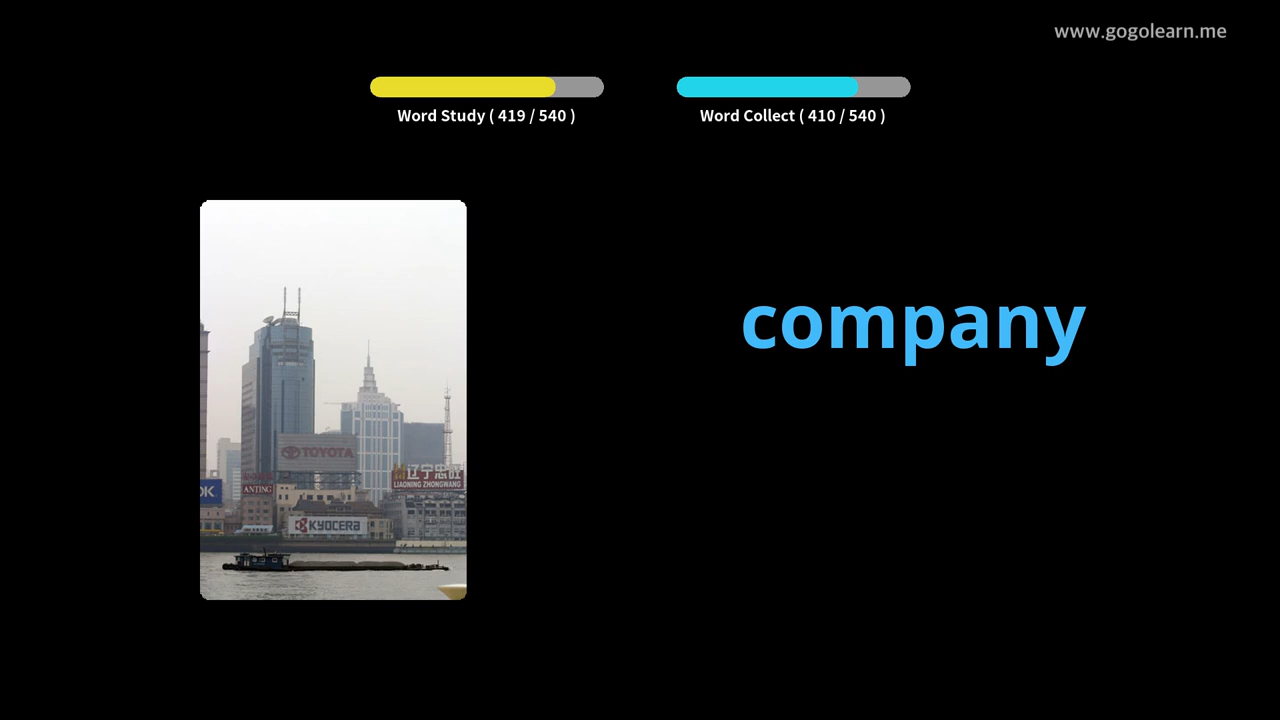 www.gogolearn.me
Word Study ( 419 / 540 )
Word Collect ( 410 / 540 )
company
TOYOTA
辽宁忠旺
LIAONING ZHONGWANG
OK
ANTING
KYOCERA